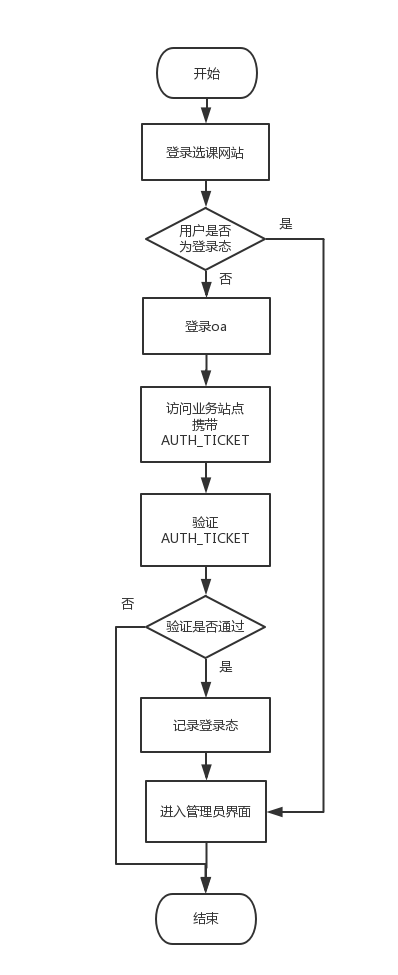 开始
登录选课网站
用户是否
为登录态
是
否
登录oa
访问业务站点
携带
AUTH_TICKET
验证
AUTH_TICKET
否
验证是否通过
是
记录登录态
进入管理员界面
结束